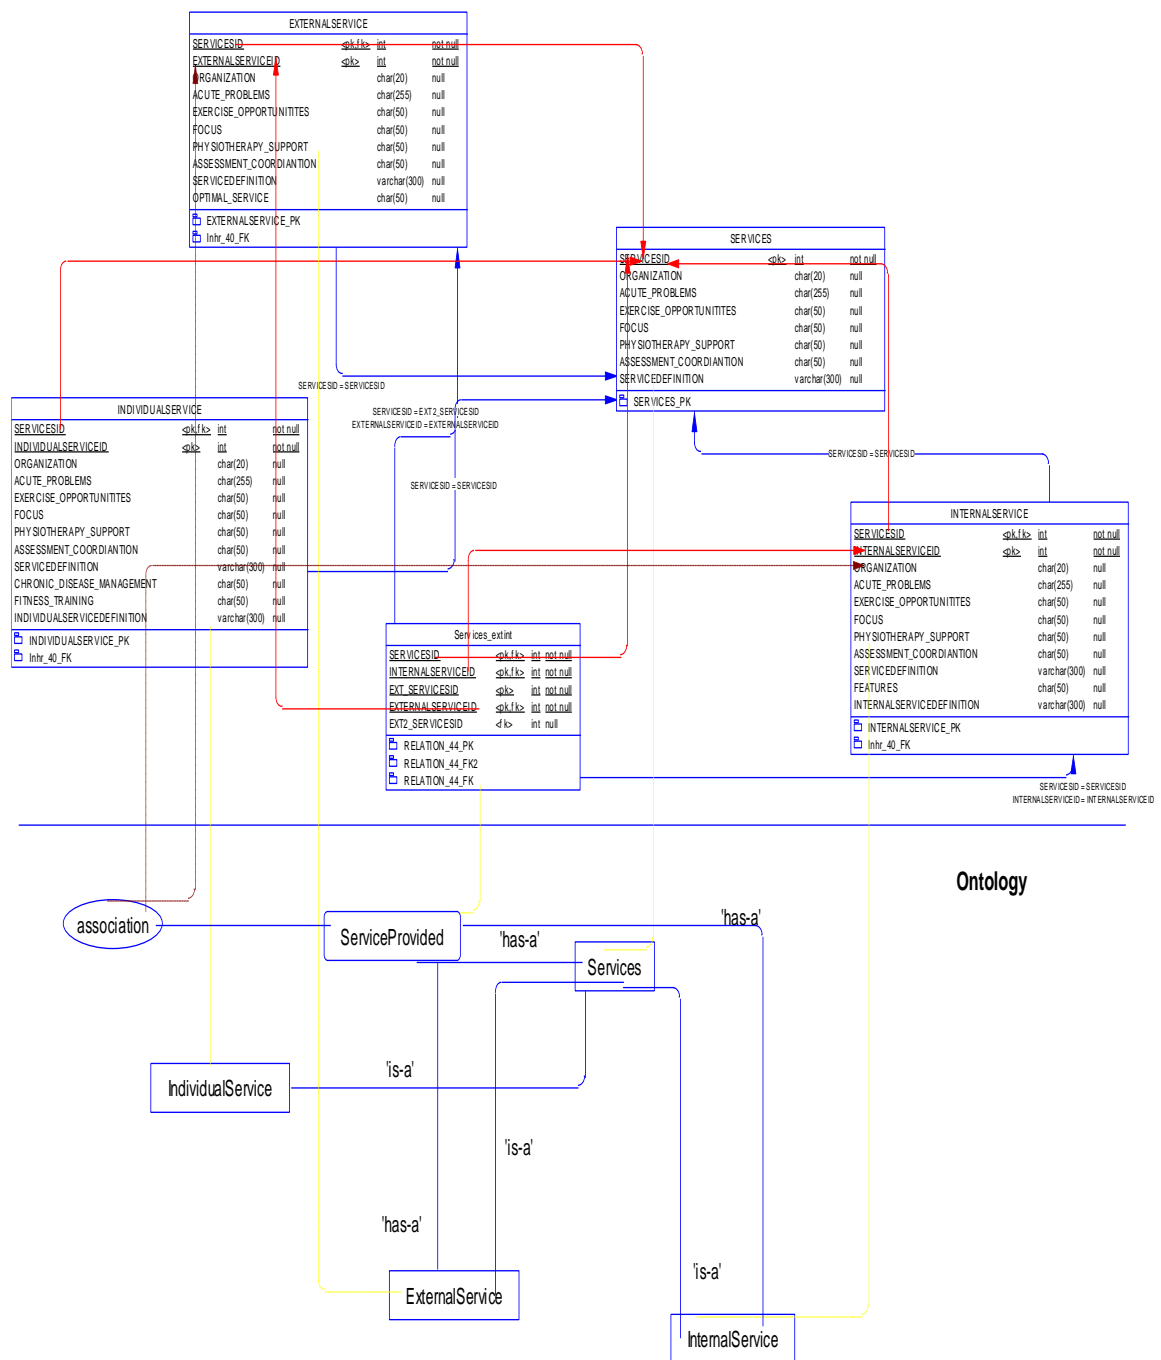 EXTERNALSERVICE
SERVICESID <pk,fk> int not null
EXTERNALSERVICEID <pk> int not null
ORGANIZATION char(20) null
ACUTE_PROBLEMS char(255) null
EXERCISE_OPPORTUNITITES char(50) null
FOCUS char(50) null
PHYSIOTHERAPY_SUPPORT char(50) null
ASSESSMENT_COORDIANTION char(50) null
SERVICEDEFINITION varchar(300) null
OPTIMAL_SERVICE char(50) null
EXTERNALSERVICE_PK
Inhr_40_FK
SERVICES
SERVICESID <pk> int not null
ORGANIZATION char(20) null
ACUTE_PROBLEMS char(255) null
EXERCISE_OPPORTUNITITES char(50) null
FOCUS char(50) null
PHYSIOTHERAPY_SUPPORT char(50) null
ASSESSMENT_COORDIANTION char(50) null
SERVICEDEFINITION varchar(300) null
SERVICES_PK
SERVICESID = SERVICESID
SERVICESID = EXT2_SERVICESID
EXTERNALSERVICEID = EXTERNALSERVICEID
SERVICESID = SERVICESID
SERVICESID = SERVICESID
INDIVIDUALSERVICE
SERVICESID <pk,fk> int not null
INDIVIDUALSERVICEID <pk> int not null
ORGANIZATION char(20) null
ACUTE_PROBLEMS char(255) null
EXERCISE_OPPORTUNITITES char(50) null
FOCUS char(50) null
PHYSIOTHERAPY_SUPPORT char(50) null
ASSESSMENT_COORDIANTION char(50) null
SERVICEDEFINITION varchar(300) null
CHRONIC_DISEASE_MANAGEMENT char(50) null
FITNESS_TRAINING char(50) null
INDIVIDUALSERVICEDEFINITION varchar(300) null
INDIVIDUALSERVICE_PK
Inhr_40_FK
INTERNALSERVICE
SERVICESID <pk,fk> int not null
INTERNALSERVICEID <pk> int not null
ORGANIZATION char(20) null
ACUTE_PROBLEMS char(255) null
EXERCISE_OPPORTUNITITES char(50) null
FOCUS char(50) null
PHYSIOTHERAPY_SUPPORT char(50) null
ASSESSMENT_COORDIANTION char(50) null
SERVICEDEFINITION varchar(300) null
FEATURES char(50) null
INTERNALSERVICEDEFINITION varchar(300) null
INTERNALSERVICE_PK
Inhr_40_FK
Services_extint
SERVICESID <pk,fk> int not null
INTERNALSERVICEID <pk,fk> int not null
EXT_SERVICESID <pk> int not null
EXTERNALSERVICEID <pk,fk> int not null
EXT2_SERVICESID <fk> int null
RELATION_44_PK
RELATION_44_FK2
RELATION_44_FK
SERVICESID = SERVICESID
INTERNALSERVICEID = INTERNALSERVICEID
Ontology
association
ServiceProvided
'has-a'
'has-a'
Services
IndividualService
'is-a'
'is-a'
'has-a'
'is-a'
ExternalService
InternalService